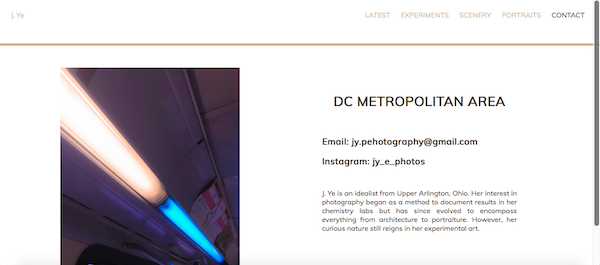 J. Ye
LATEST EXPERIMENTS SCENERY PORTRAITS CONTACT
DC METROPOLITAN AREA
Email: jy.pehotography@gmail.com
Instagram: jy_e_photos
J. Ye is an idealist from Upper Arlington, Ohio. Her interest in
photography began as a method to document results in her
chemistry labs but has since evolved to encompass
everything from architecture to portraiture. However, her
curious nature still reigns in her experimental art.